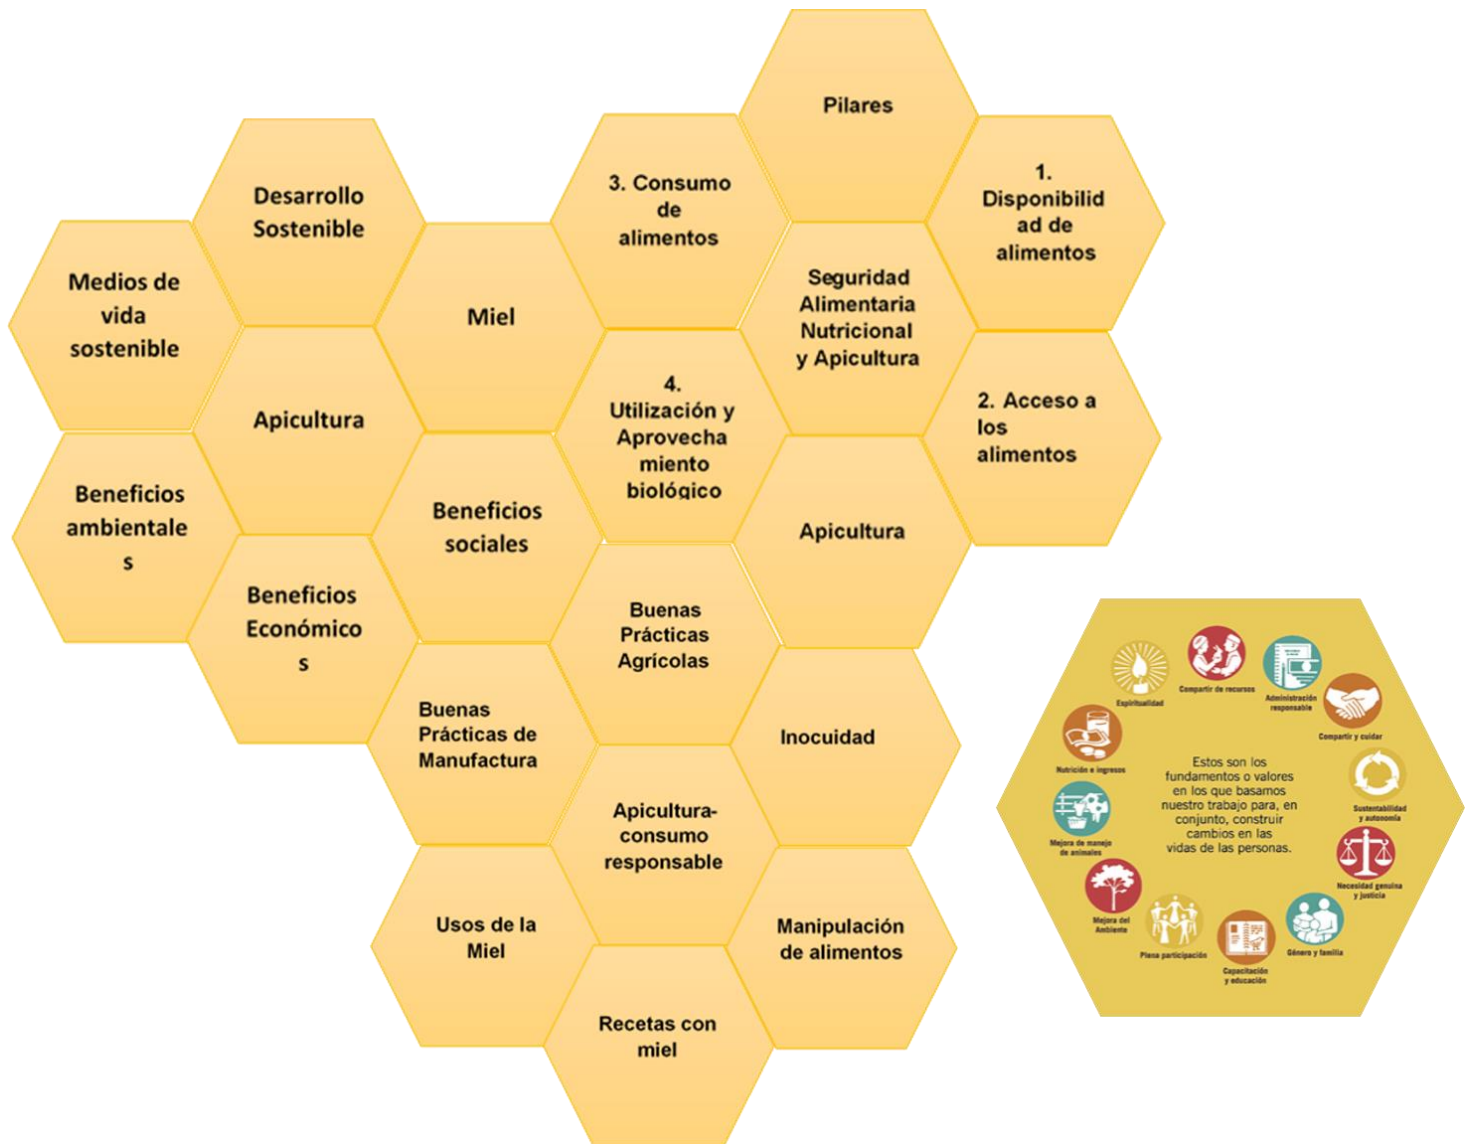 Pilares
1.
Disponibilid
ad de
alimentos
3. Consumo
de
alimentos
Desarrollo
Sostenible
Medios de
vida
sostenible
Miel
Seguridad
Alimentaria
Nutricional
y Apicultura
4.
Utilización y
Aprovecha
miento
biológico
2. Acceso a
los
alimentos
Apicultura
Beneficios
ambientale
s
Beneficios
sociales
Apicultura
Beneficios
Económico
s
Buenas
Prácticas
Agrícolas
Buenas
Prácticas de
Manufactura
Inocuidad
Apicultura-
consumo
responsable
Usos de la
Miel
Manipulación
de alimentos
Recetas con
miel
Espiritualidad
Compartir de recursos
Administración
responsable
Compartir y cuidar
Nutrición e ingresos
Estos son los
fundamentos o valores
en los que basamos
nuestro trabajo para, en
conjunto, construir
cambios en las
vidas de las personas.
Sustentabilidad
y autonomía
Mejora de manejo
de animales
Necesidad genuina
y justicia
Mejora del
Ambiente
Plena participación
Capacitación
y educación
Género y familia